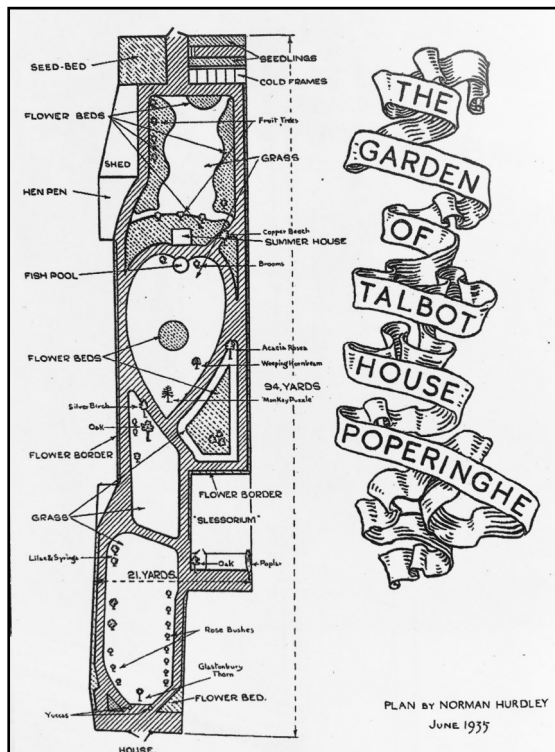 SEED-BED
SEEDLINGS
COLD FRAMES
FLOWER BEDS
Fruit Trees
GRASS
SHED
HEN PEN
Copper Beech
SUMMER HOUSE
FISH POOL
Brooms
Acacia Rosea
Weeping Hornbeam
FLOWER BEDS
94, YARDS
'Monkey Puzzle'
Silver Birch
Oak
FLOWER BORDER
FLOWER BORDER
"SLESSORIUM"
GRASS
Lilac & Syringa
Oak
Poplar
21, YARDS
Rose Bushes
Glastonbury
Thorn
FLOWER BED.
Yuccas
HOUSE.
THE
GARDEN
OF
TALBOT
HOUSE
POPERINGHE
PLAN BY NORMAN HURDLEY
JUNE 1935